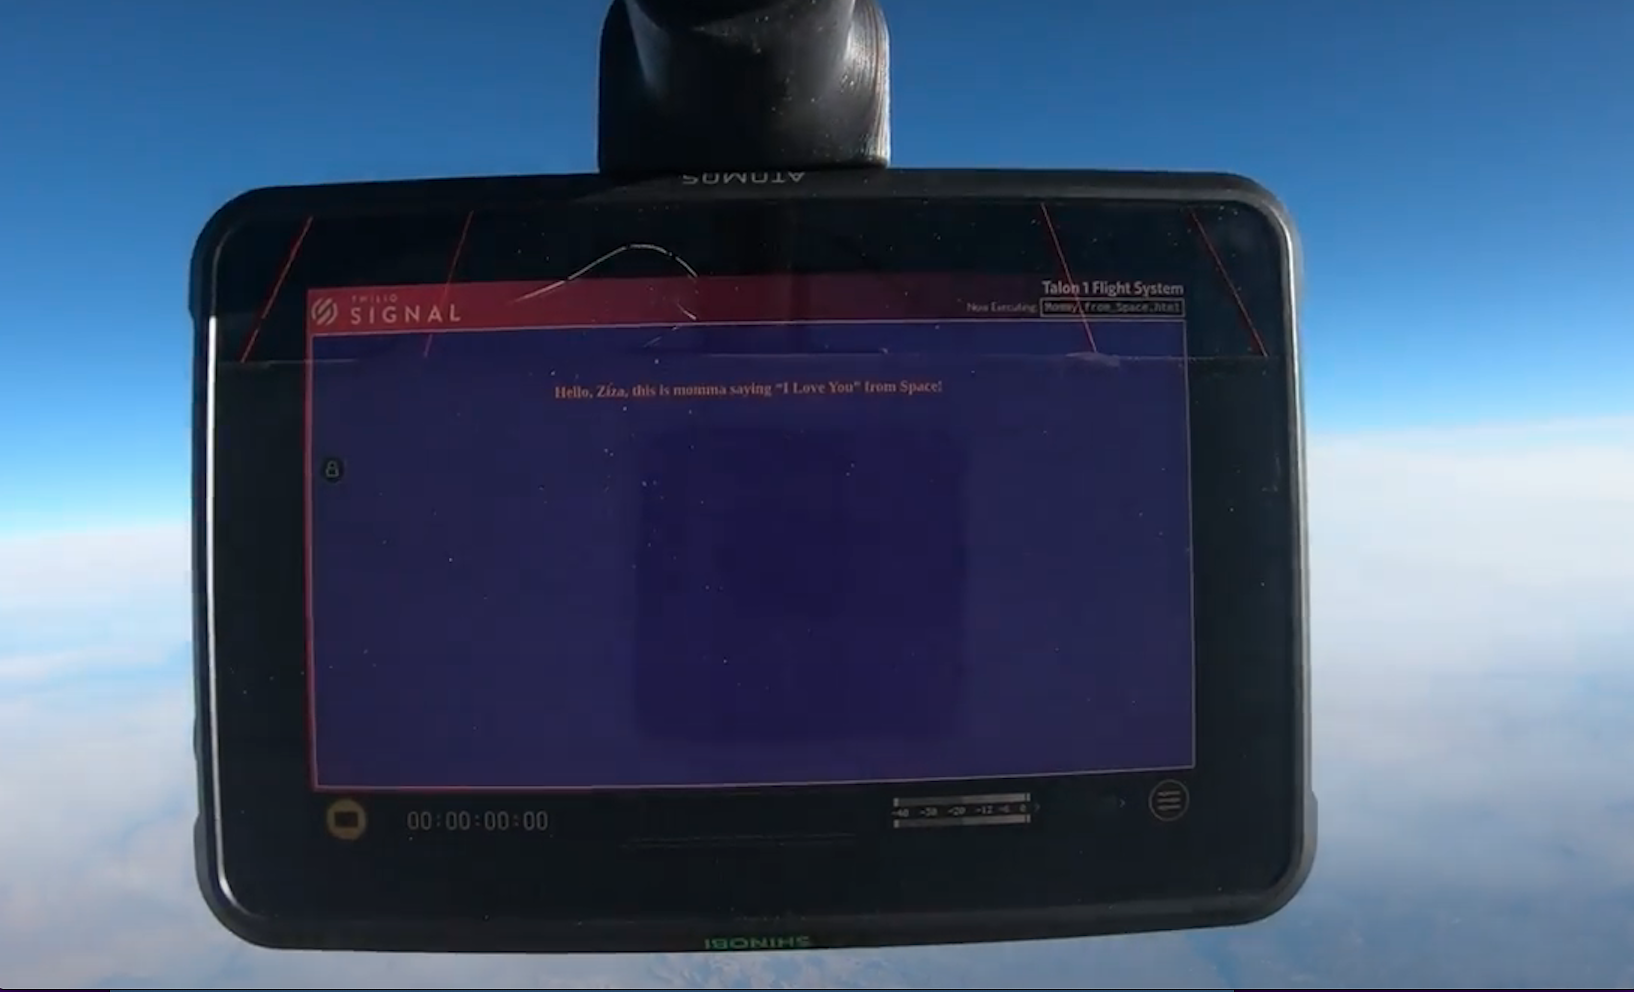 ATOMOS
TWILIO
SIGNAL
Talon 1 Flight System
Now Executing: Mommy_from_Space.html
Hello, Ziza, this is momma saying “I Love You” from Space!
00:00:00:00
-40 -30 -20 -12 -6 0
SHINOBI